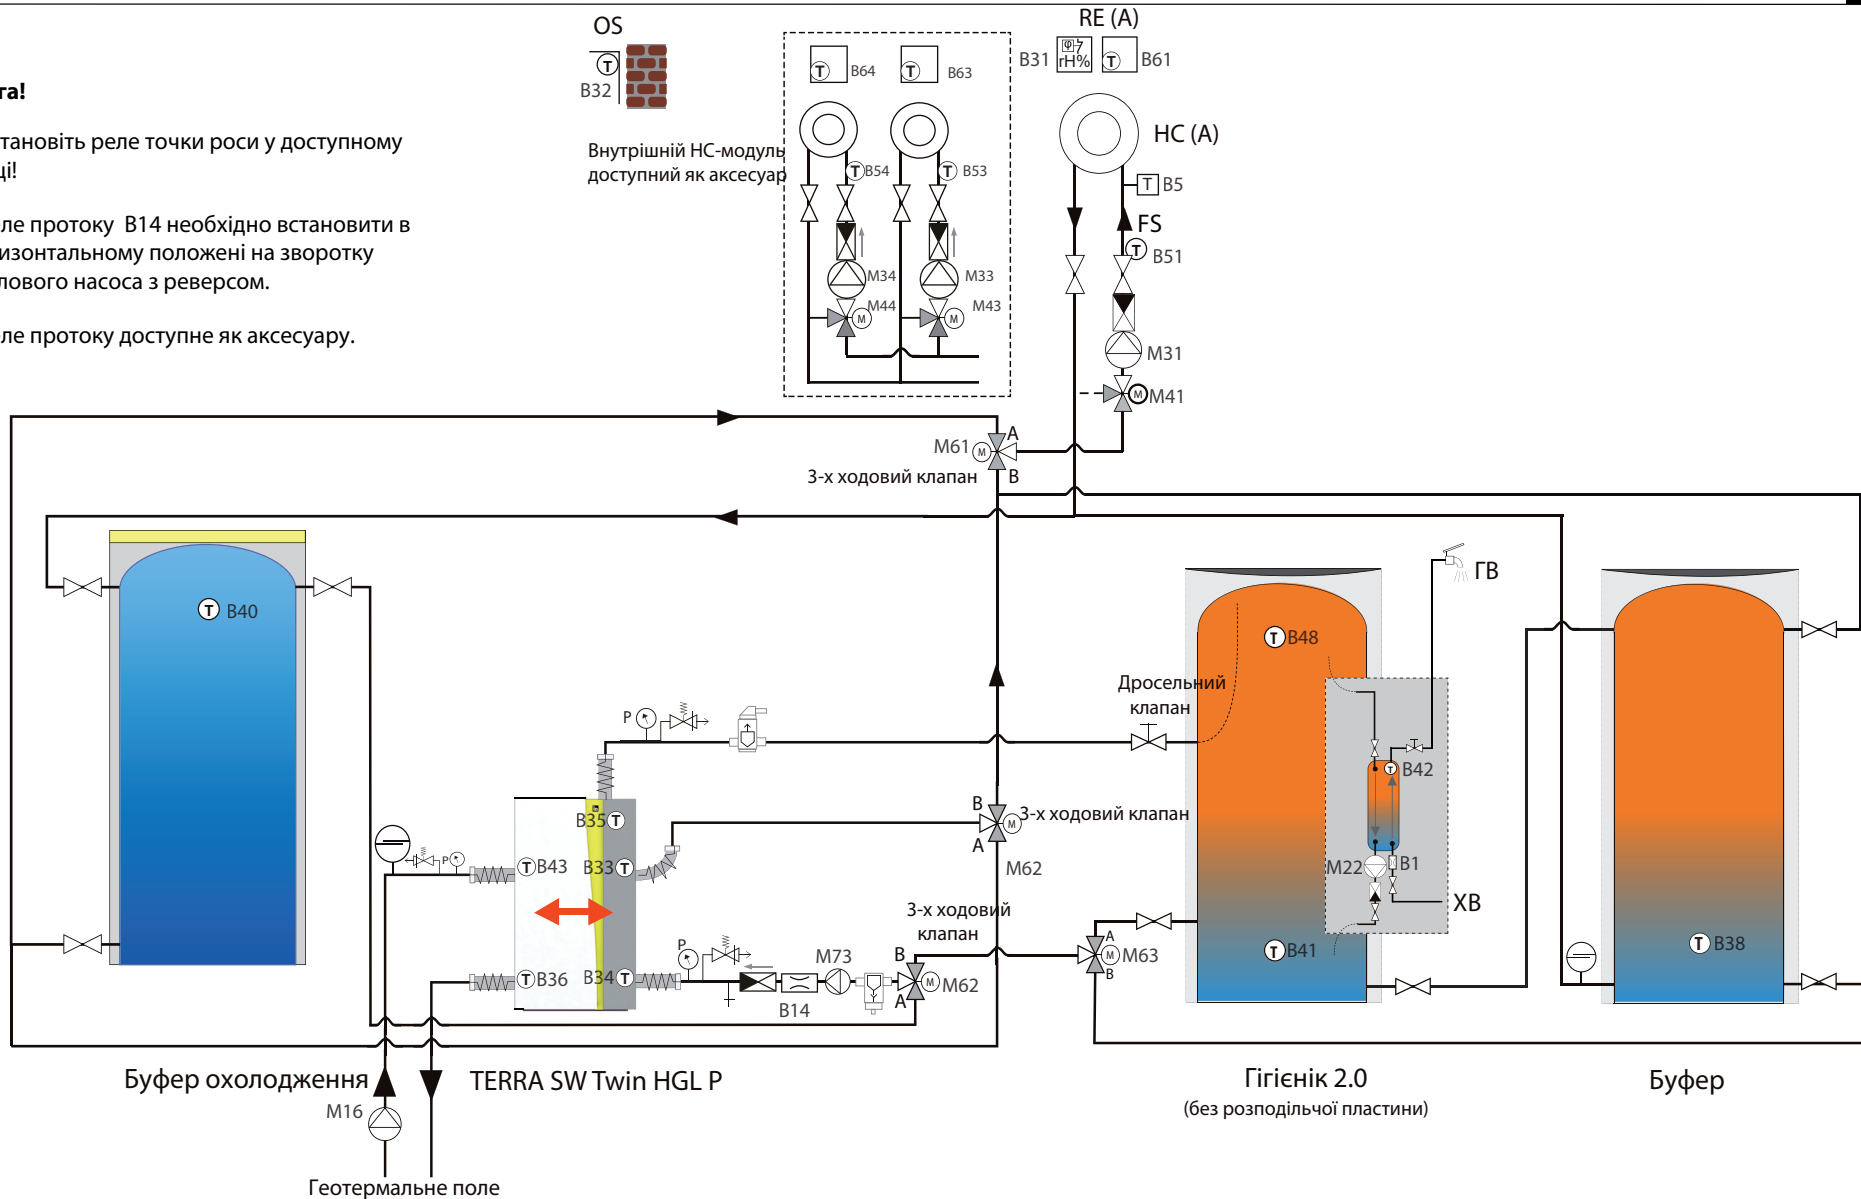 OS
B32
га!
тановіть реле точки роси у доступному
ці!
еле протоку  B14 необхідно встановити в
изонтальному положені на зворотку
лового насоса з реверсом.
еле протоку доступне як аксесуару.
Внутрішній НС-модуль
доступний як аксесуар
T B64
T B63
T B54
T B53
M34
M33
M44
M43
M
M
RE (A)
B31
rH%
T B61
HC (A)
T B5
FS
T B51
M31
M M41
M61 M
A
B
3-х ходовий клапан
T B40
ГВ
T B48
Дросельний
клапан
T B42
M22
B1
ХВ
T B41
T B38
P
B35 T
B
3-х ходовий клапан
M
A
M62
P
T B43
B33 T
3-х ходовий
клапан
P
M73
B
A
M M62
A
M M63
B
T B36
B34 T
B14
Буфер охолодження
TERRA SW Twin HGL P
M16
Геотермальне поле
Гігієнік 2.0
(без розподільчої пластини)
Буфер